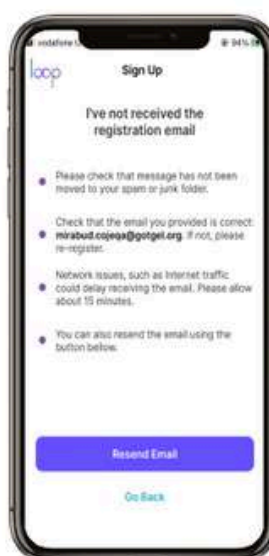 vodafone
94%
loop
Sign Up
I've not received the
registration email
Please check that message has not been
moved to your spam or junk folder.
Check that the email you provided is correct:
mirabud.cojeqa@gotgel.org. If not, please
re-register.
Network issues, such as Internet traffic
could delay receiving the email. Please allow
about 15 minutes.
You can also resend the email using the
button bellow.
Resend Email
Go Back